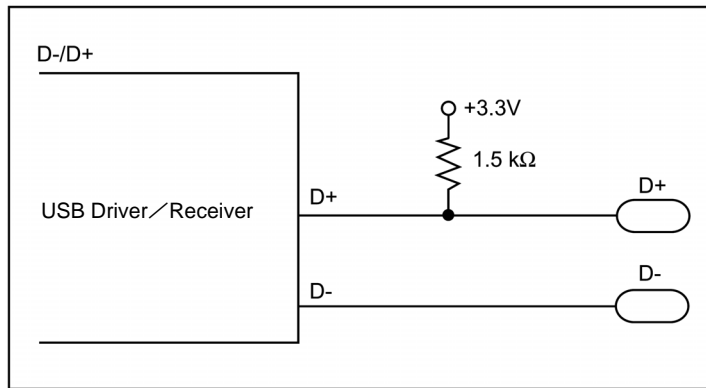 D-/D+
+3.3V
1.5 kΩ
D+
D+
USB Driver／Receiver
D-
D-